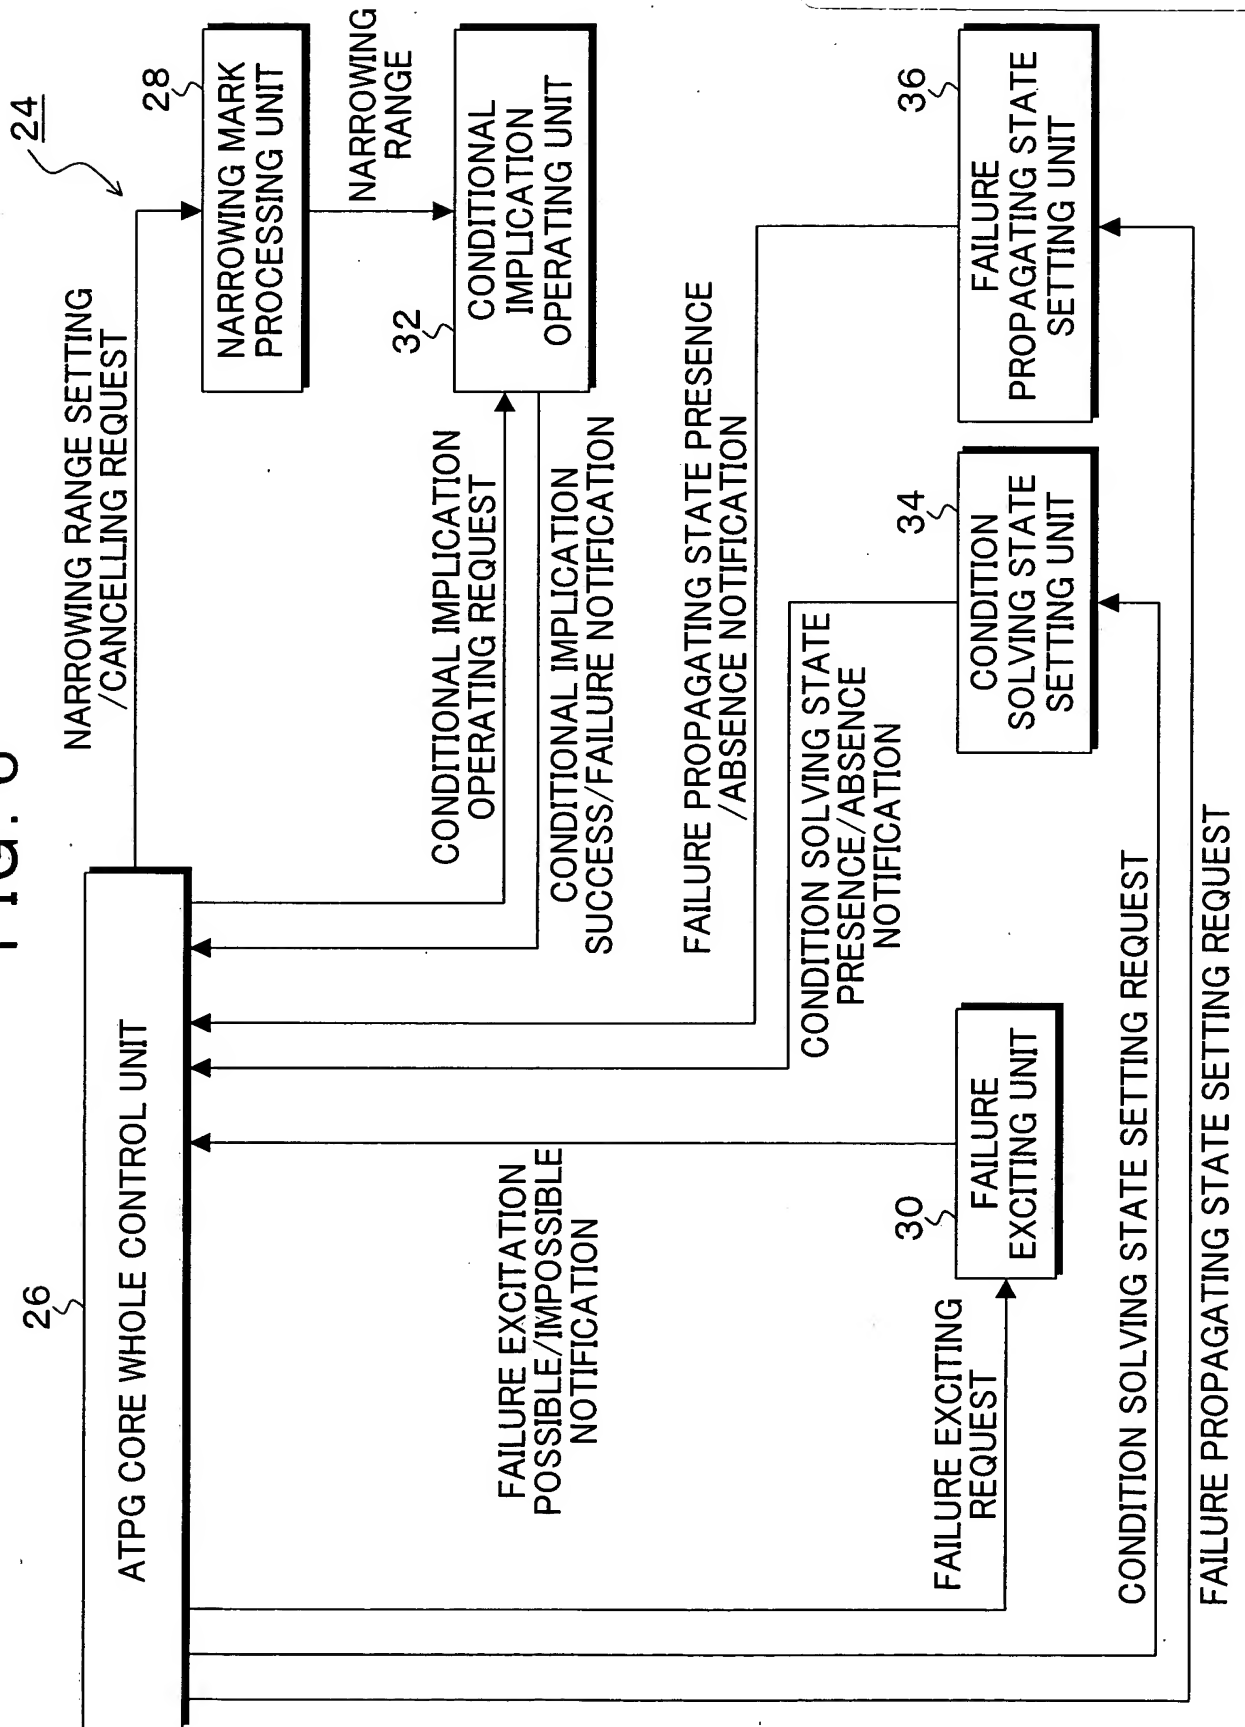 FIG.
24
26
ATPG CORE WHOLE CONTROL UNIT
NARROWING RANGE SETTING
/CANCELLING REQUEST
28
NARROWING MARK
PROCESSING UNIT
NARROWING
RANGE
32
CONDITIONAL
IMPLICATION
OPERATING UNIT
CONDITIONAL IMPLICATION
OPERATING REQUEST
CONDITIONAL IMPLICATION
SUCCESS/FAILURE NOTIFICATION
FAILURE EXCITATION
POSSIBLE/IMPOSSIBLE
NOTIFICATION
FAILURE PROPAGATING STATE PRESENCE
/ABSENCE NOTIFICATION
CONDITION SOLVING STATE
PRESENCE/ABSENCE
NOTIFICATION
30
FAILURE
EXCITING UNIT
34
CONDITION
SOLVING STATE
SETTING UNIT
36
FAILURE
PROPAGATING STATE
SETTING UNIT
FAILURE EXCITING
REQUEST
CONDITION SOLVING STATE SETTING REQUEST
FAILURE PROPAGATING STATE SETTING REQUEST